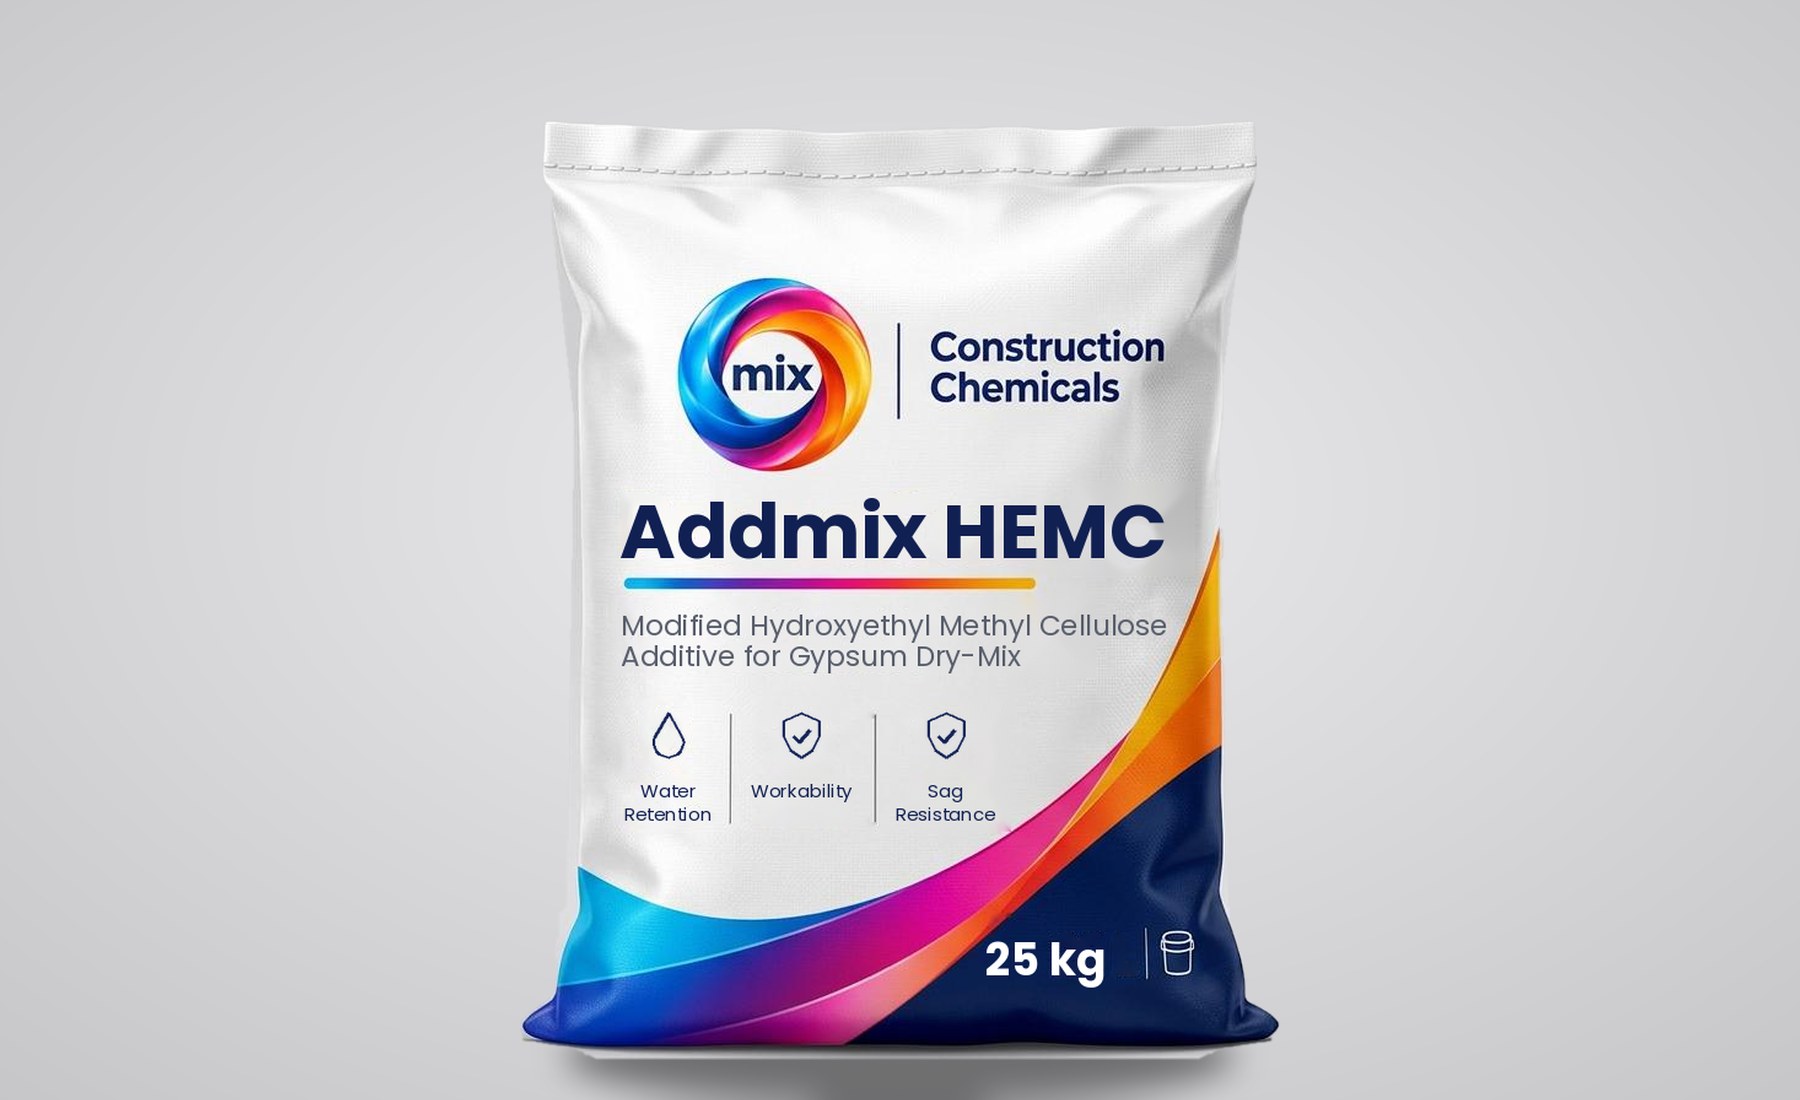 mix
Construction
Chemicals
Addmix HEMC
Modified Hydroxyethyl Methyl Cellulose
Additive for Gypsum Dry-Mix
Water
Retention
Workability
Sag
Resistance
25 kg